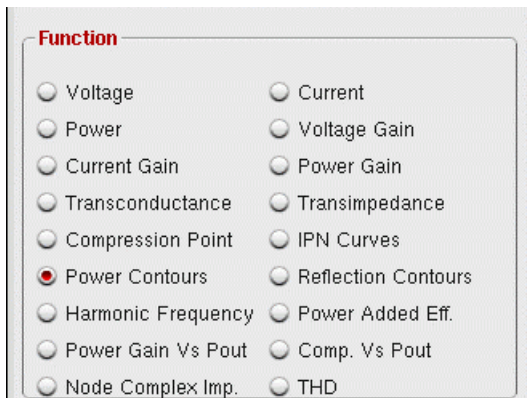 Function
Voltage Current
Power Voltage Gain
Current Gain Power Gain
Transconductance Transimpedance
Compression Point IPN Curves
Power Contours Reflection Contours
Harmonic Frequency Power Added Eff.
Power Gain Vs Pout Comp. Vs Pout
Node Complex Imp. THD